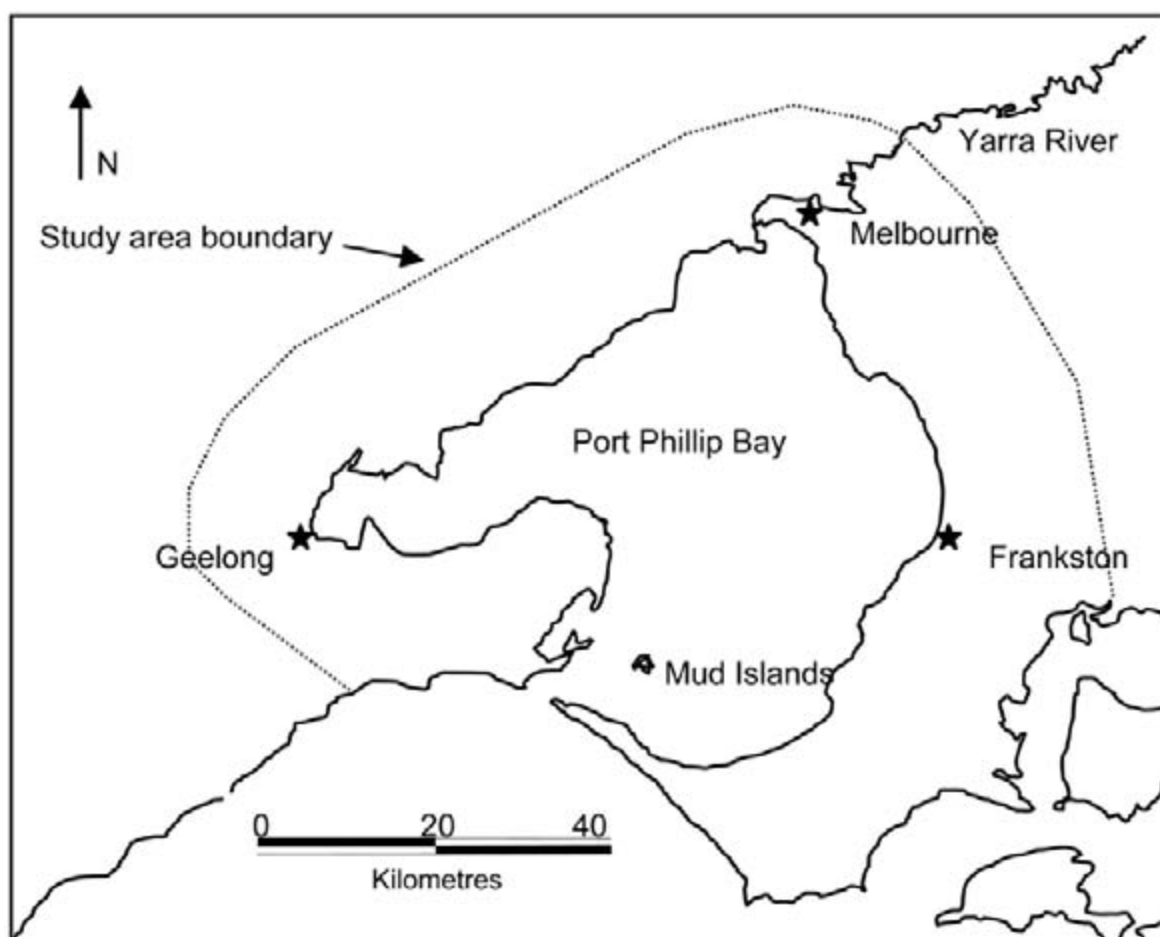 Yarra River
N
Study area boundary
Melbourne
Port Phillip Bay
Geelong
Frankston
Mud Islands
0 20 40
Kilometres